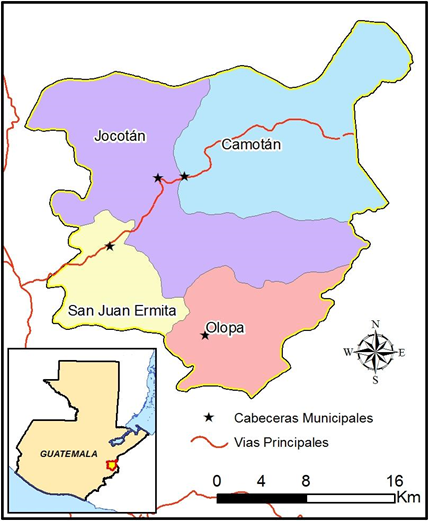 Jocotán
Camotán
San Juan Ermita
Olopa
N
W E
S
GUATEMALA
Cabeceras Municipales
Vias Principales
0 4 8 16
Km